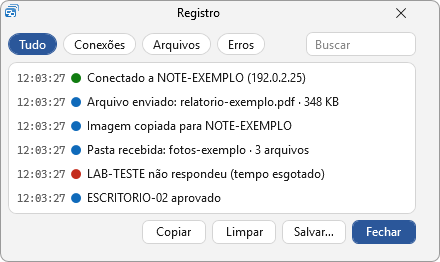 Registro
Tudo
Conexões
Arquivos
Erros
Buscar
12:03:27 Conectado a NOTE-EXEMPLO (192.0.2.25)
12:03:27 Arquivo enviado: relatorio-exemplo.pdf · 348 KB
12:03:27 Imagem copiada para NOTE-EXEMPLO
12:03:27 Pasta recebida: fotos-exemplo · 3 arquivos
12:03:27 LAB-TESTE não respondeu (tempo esgotado)
12:03:27 ESCRITORIO-02 aprovado
Copiar
Limpar
Salvar...
Fechar